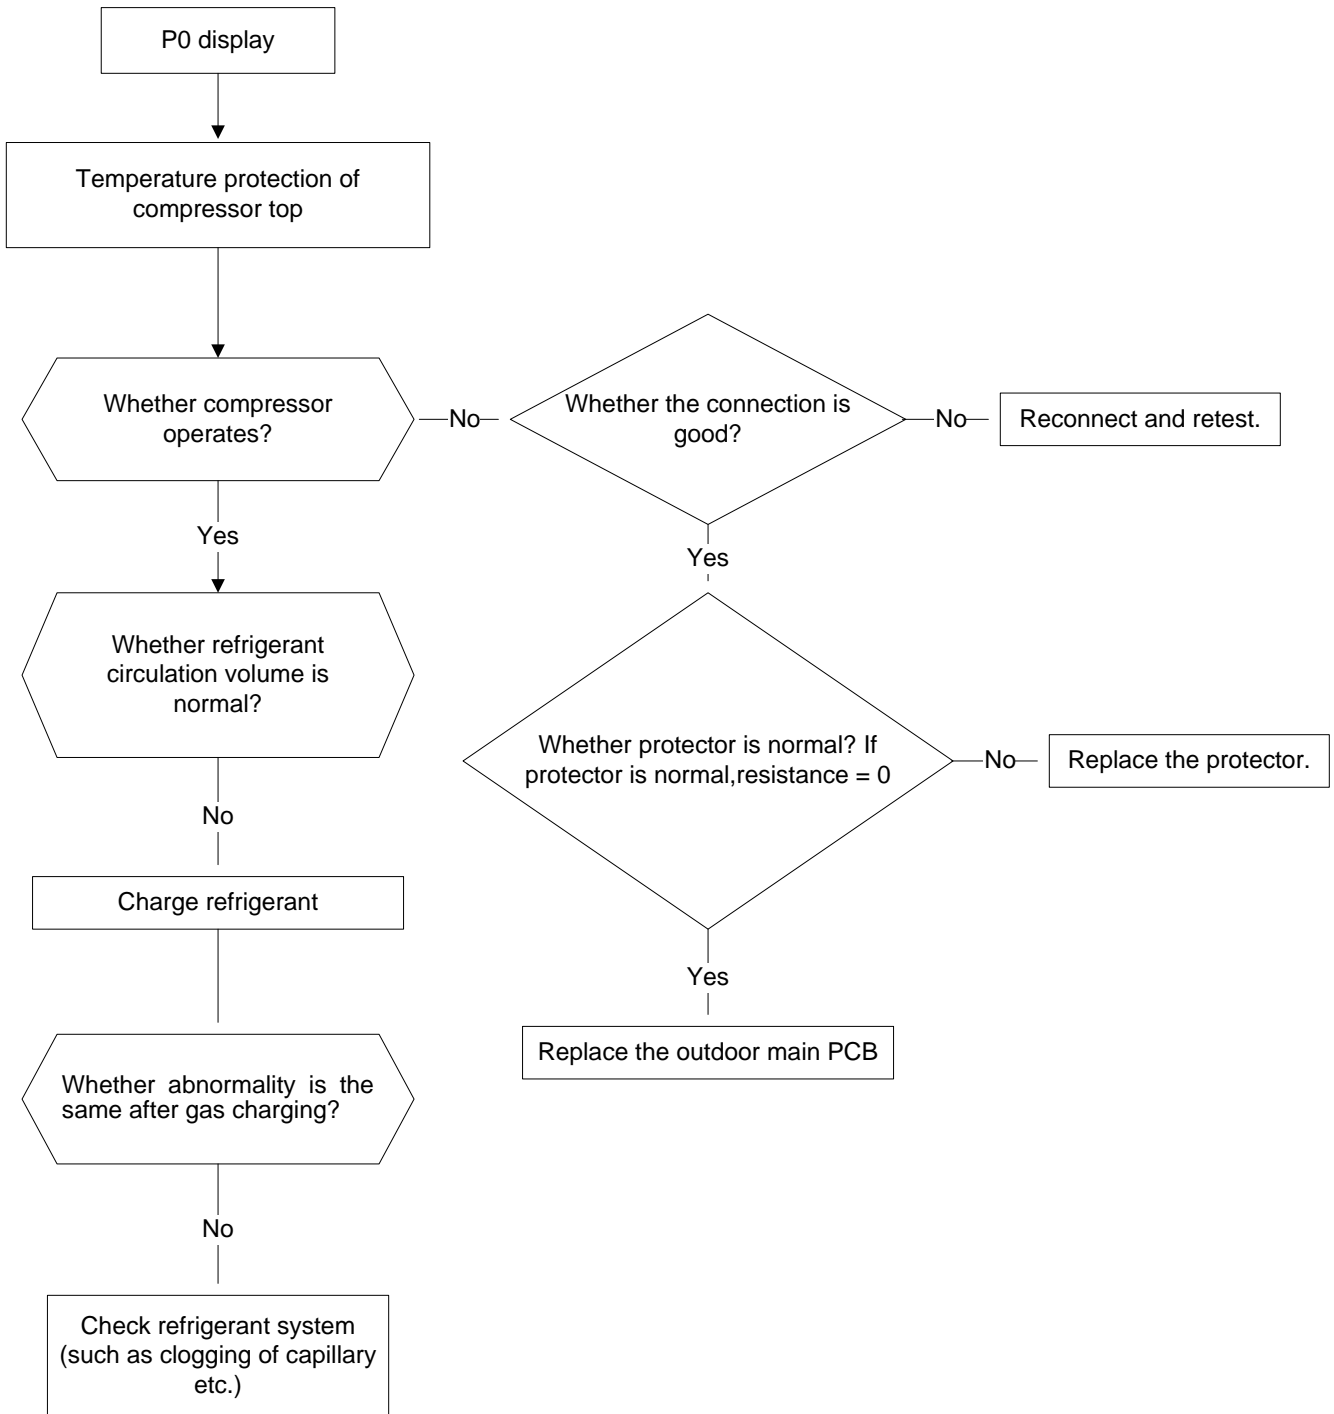 P0 display
Temperature protection of
compressor top
Whether compressor
operates?
No
Whether the connection is
good?
No
Reconnect and retest.
Yes
Yes
Whether refrigerant
circulation volume is
normal?
Whether protector is normal? If
protector is normal,resistance = 0
No
Replace the protector.
No
Charge refrigerant
Yes
Replace the outdoor main PCB
Whether abnormality is the
same after gas charging?
No
Check refrigerant system
(such as clogging of capillary
etc.)